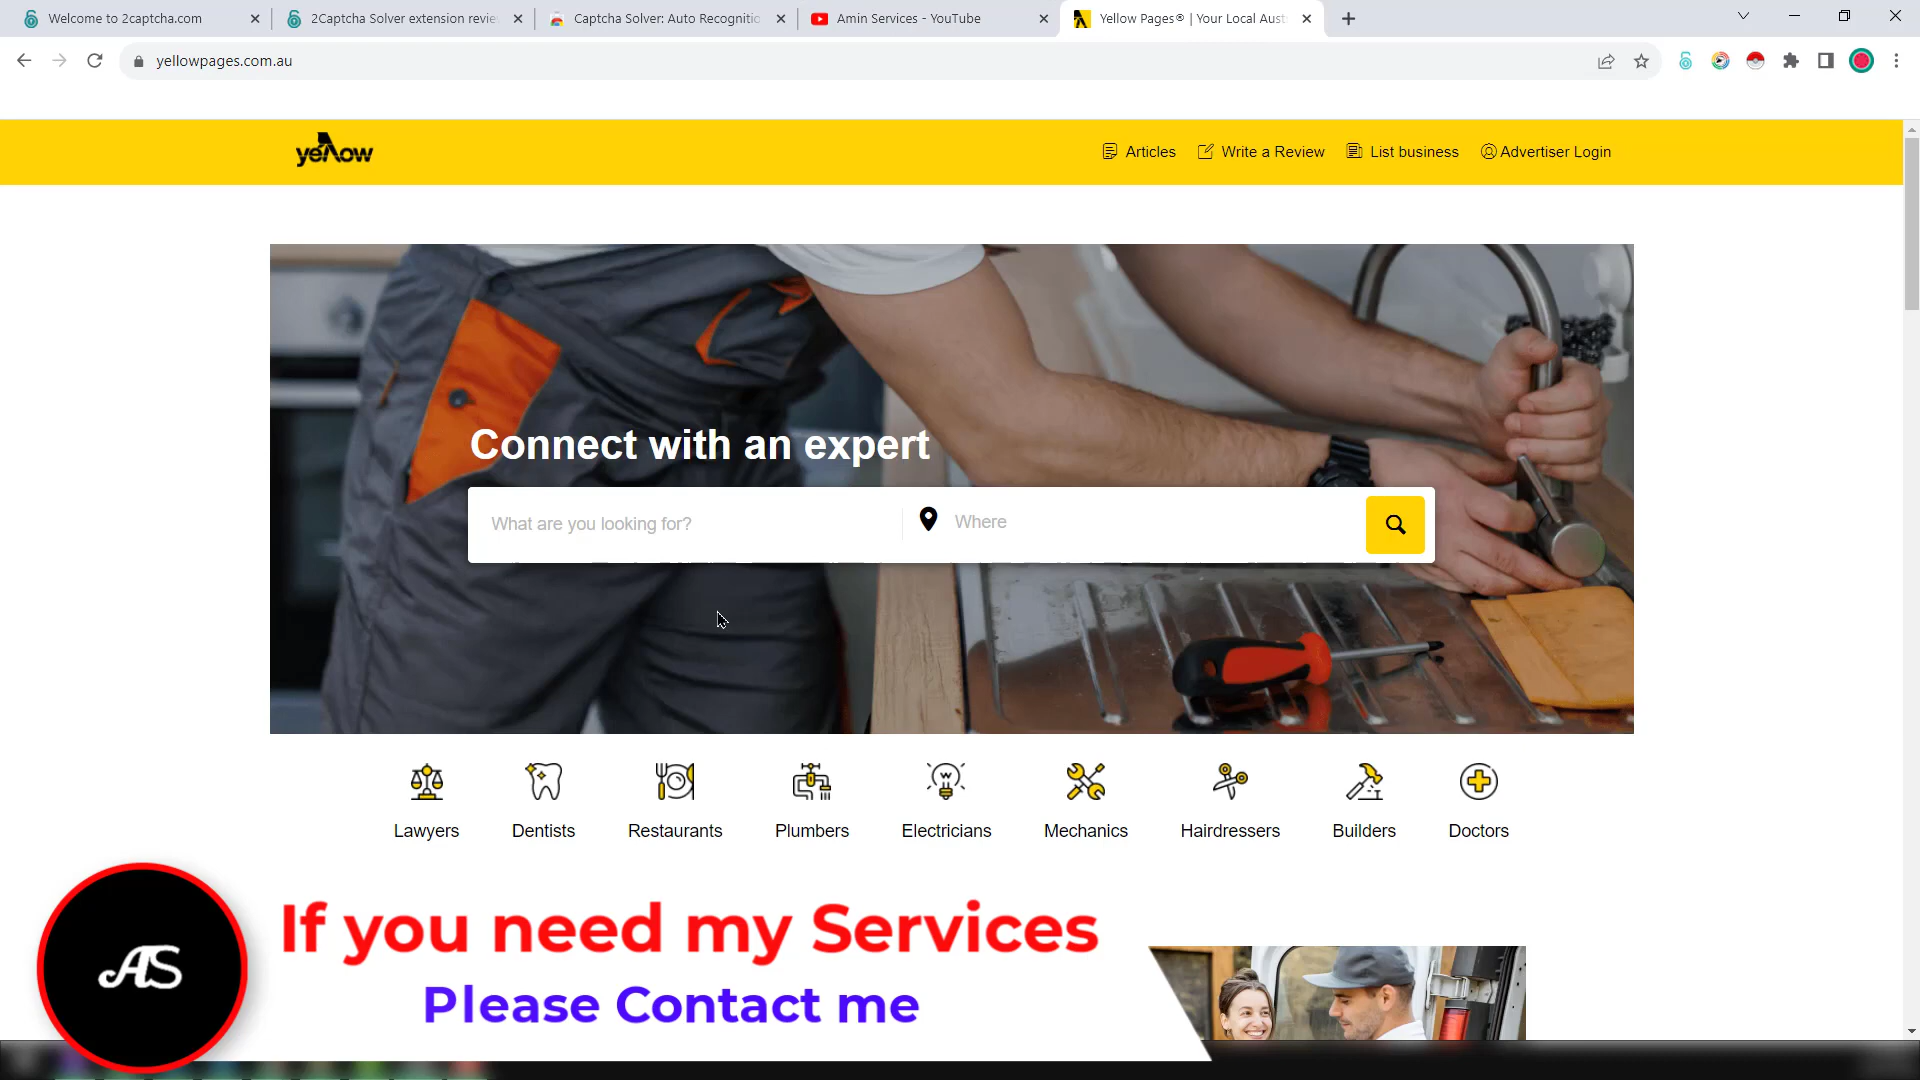 Welcome to 2captcha.com
2Captcha Solver extension revie
Captcha Solver: Auto Recognitio
Amin Services - YouTube
Yellow Pages® | Your Local Aust
yellowpages.com.au
yellow
Articles
Write a Review
List business
Advertiser Login
Connect with an expert
What are you looking for?
Where
Lawyers
Dentists
Restaurants
Plumbers
Electricians
Mechanics
Hairdressers
Builders
Doctors
AS
If you need my Services
Please Contact me